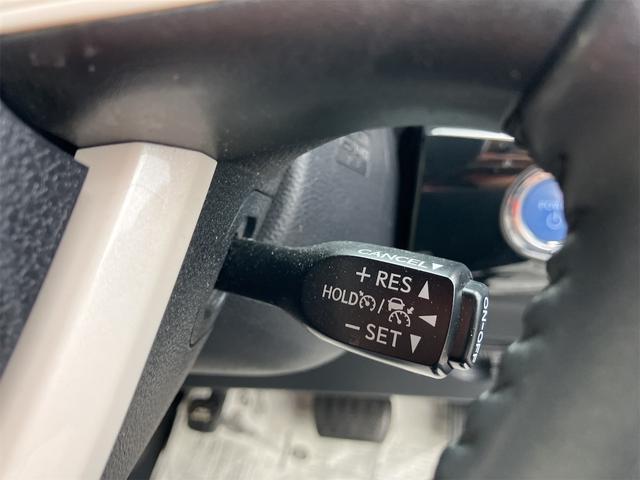 CANCEL▼
+RES▲
HOLD / ◀
−SET▼
ON-OFF
POWER